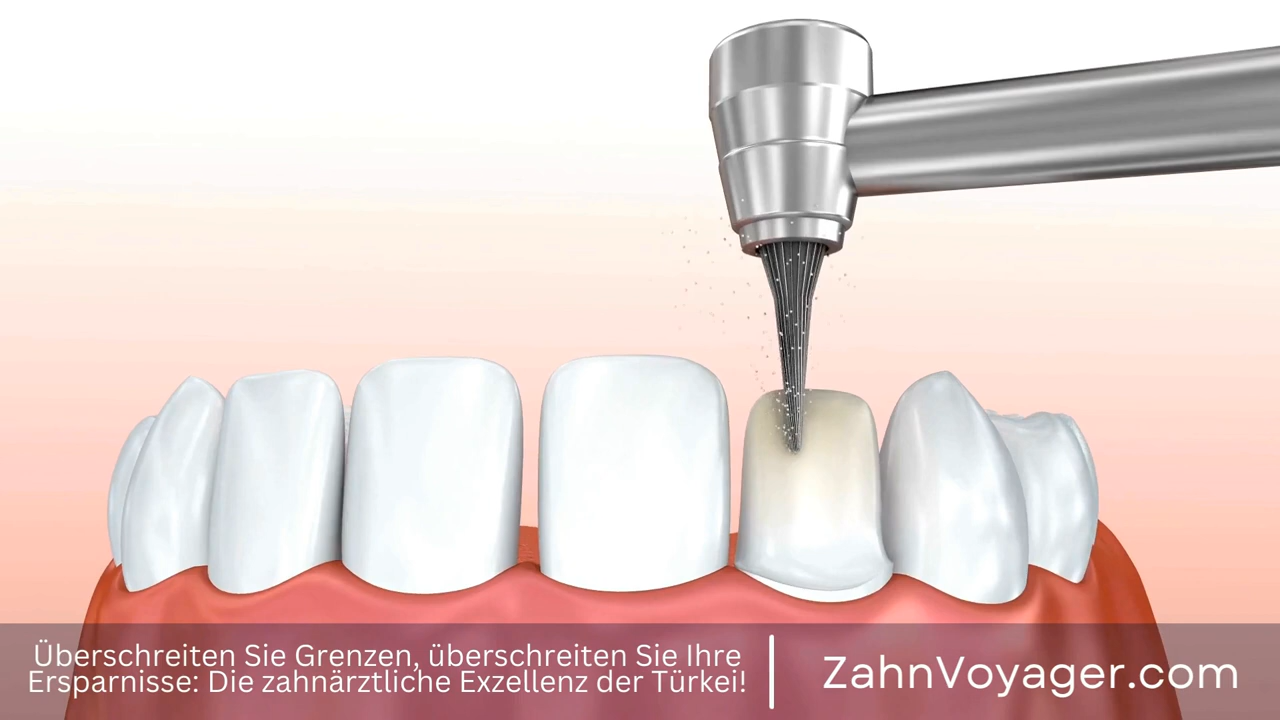 Überschreiten Sie Grenzen, überschreiten Sie Ihre
Ersparnisse: Die zahnärztliche Exzellenz der Türkei!
ZahnVoyager.com